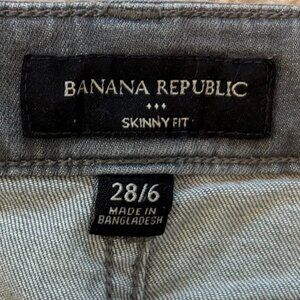 BANANA REPUBLIC
SKINNY FIT
28/6
MADE IN
BANGLADESH